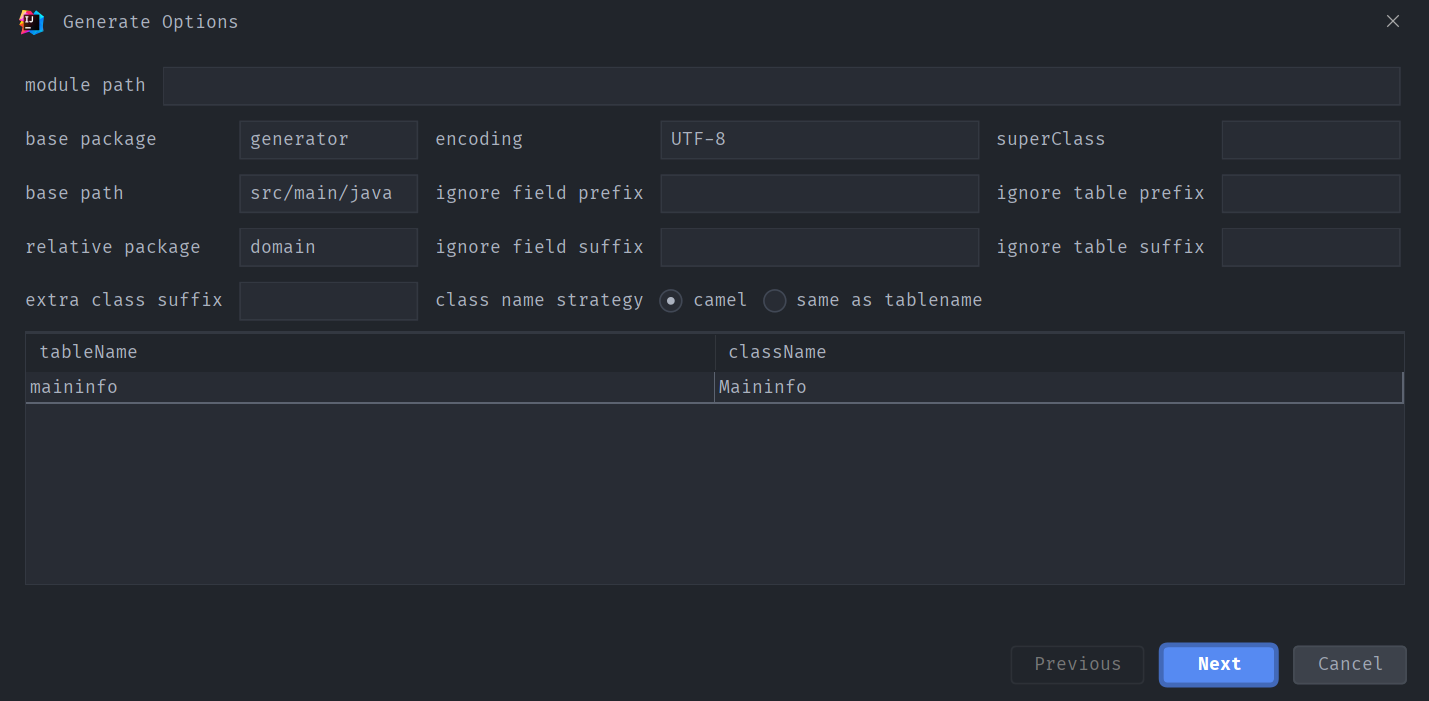 Generate Options
module path
base package generator encoding UTF-8 superClass
base path src/main/java ignore field prefix ignore table prefix
relative package domain ignore field suffix ignore table suffix
extra class suffix class name strategy camel same as tablename
tableName className
maininfo Maininfo
Previous Next Cancel